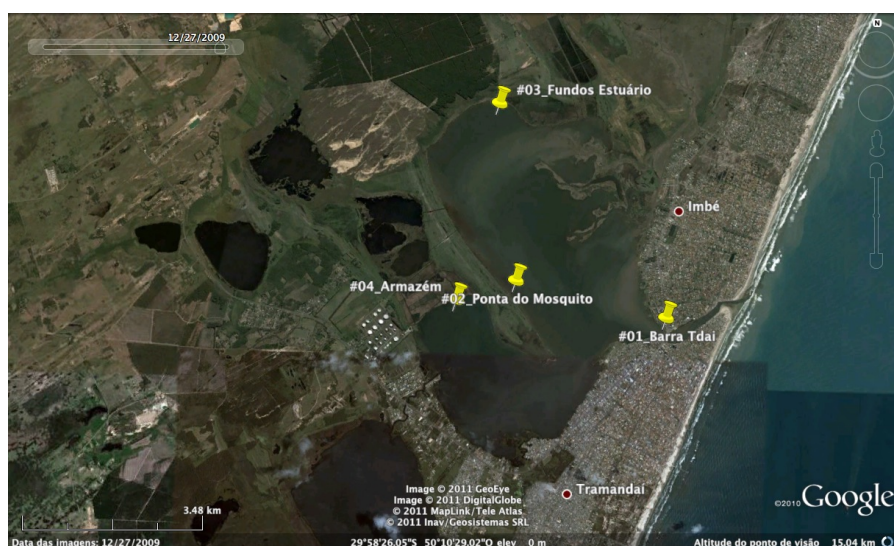 12/27/2009
N
#03_Fundos Estuário
Imbé
#04_Armazém
#02_Ponta do Mosquito
#01_Barra Tdai
Tramandaí
Image © 2011 GeoEye
Image © 2011 DigitalGlobe
© 2011 MapLink/Tele Atlas
© 2011 Inav/Geosistemas SRL
3.48 km
©2010 Google
Data das imagens: 12/27/2009
29°58'26.05"S 50°10'29.02"O elev 0 m
Altitude do ponto de visão 15.04 km